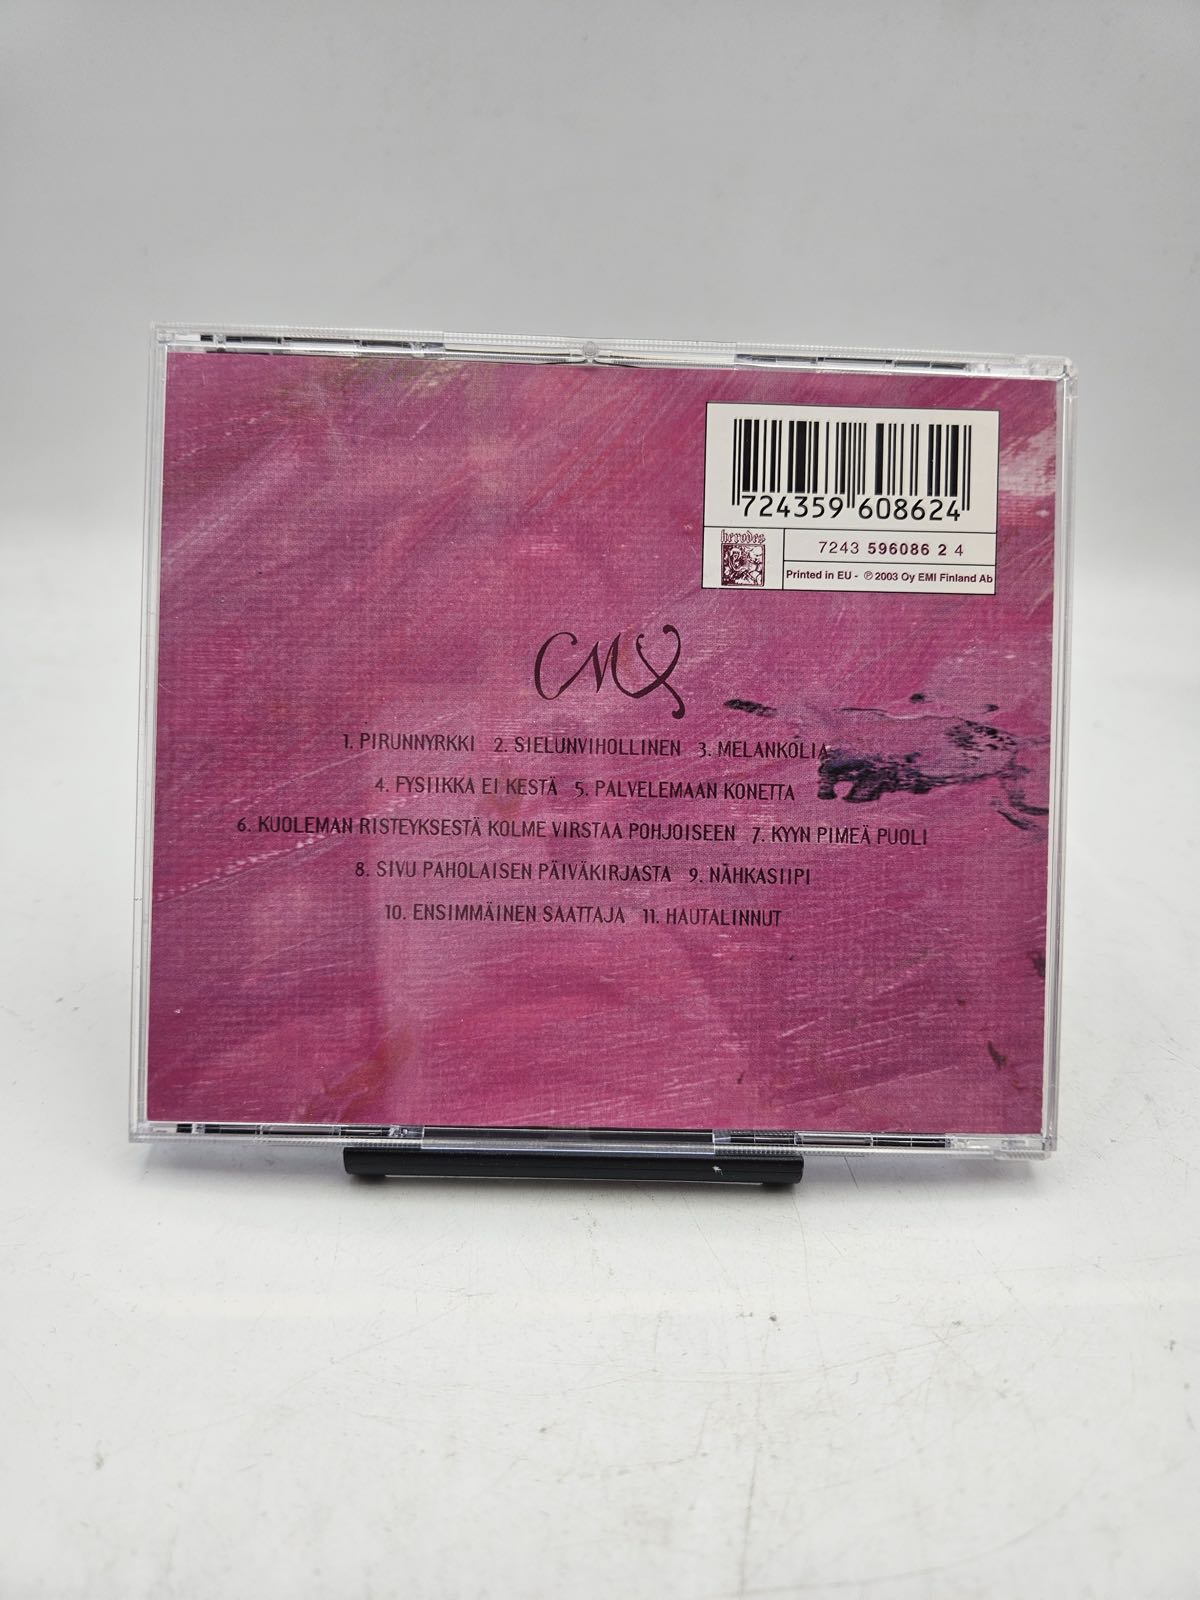 724359 608624
herodes
7243 596086 2 4
Printed in EU - ℗ 2003 Oy EMI Finland Ab
CMX
1. PIRUNNYRKKI 2. SIELUNVIHOLLINEN 3. MELANKOLIA
4. FYSIIKKA EI KESTÄ 5. PALVELEMAAN KONETTA
6. KUOLEMAN RISTEYKSESTÄ KOLME VIRSTAA POHJOISEEN 7. KYYN PIMEÄ PUOLI
8. SIVU PAHOLAISEN PÄIVÄKIRJASTA 9. NÄHKASIIPI
10. ENSIMMÄINEN SAATTAJA 11. HAUTALINNUT